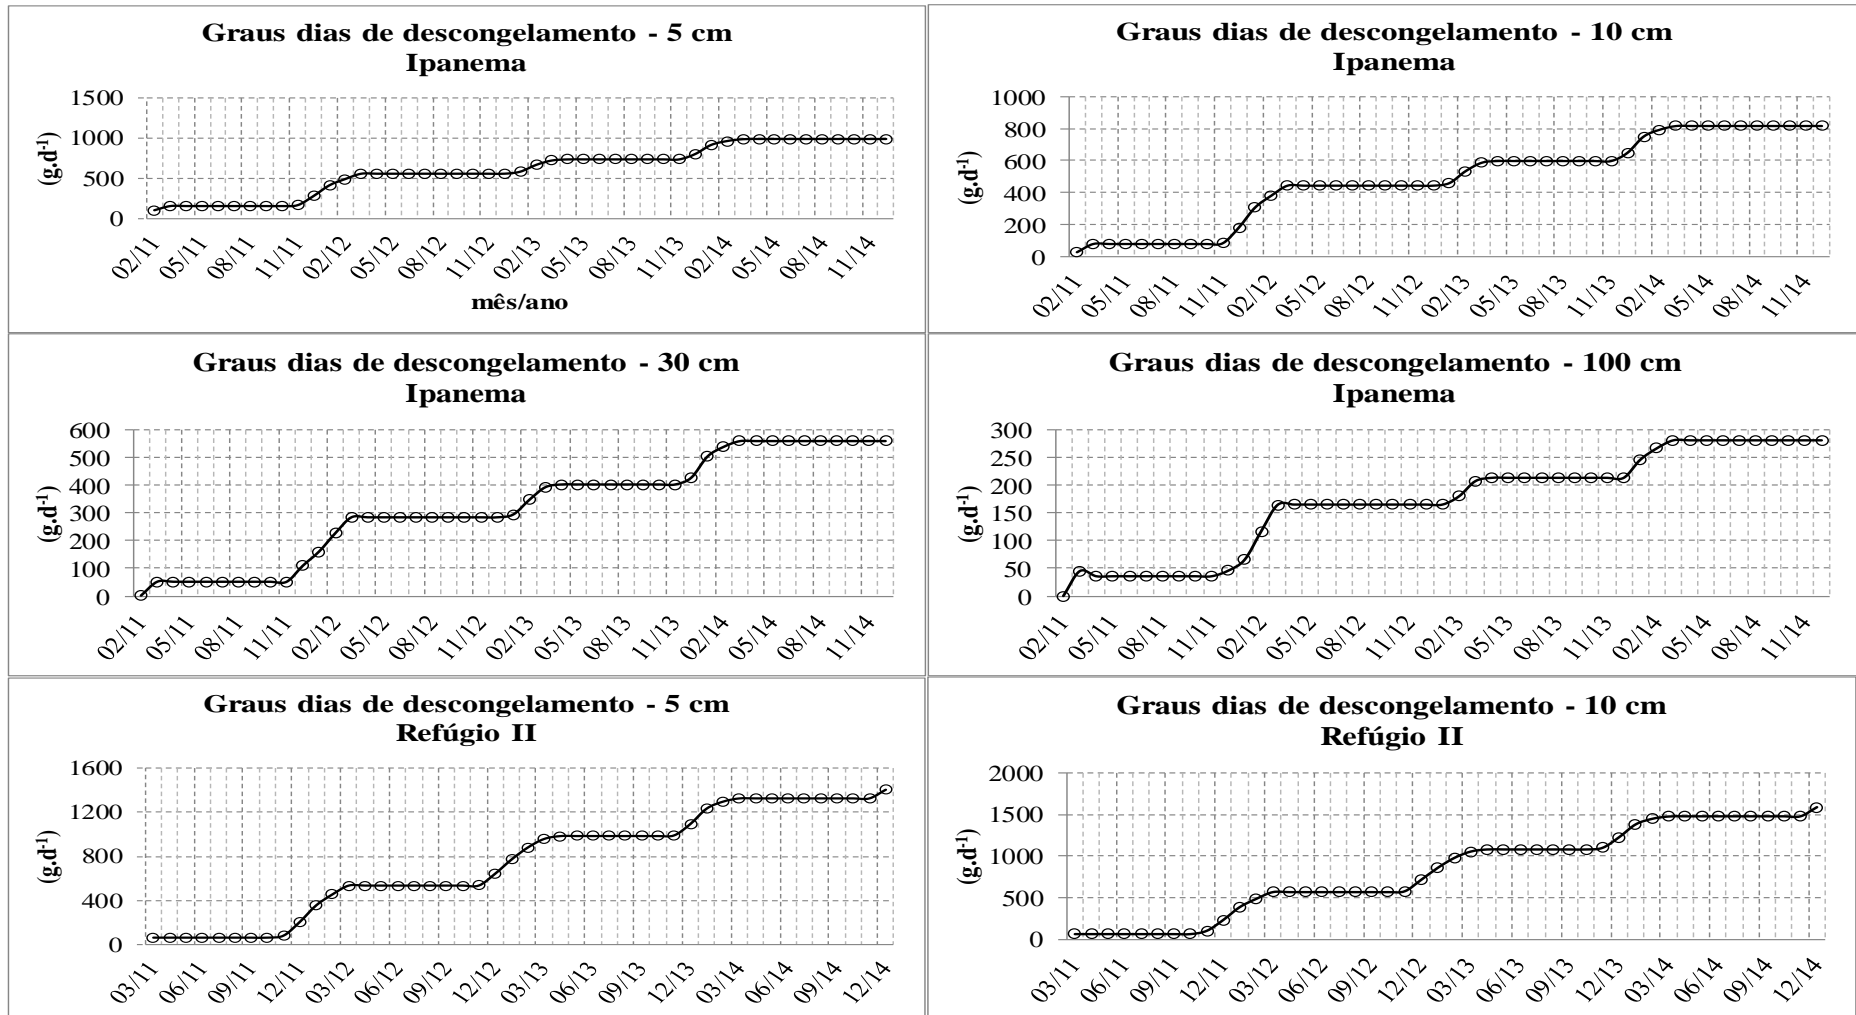 Graus dias de descongelamento - 5 cm
Ipanema
1500
1000
500
0
(g.d-¹)
02/11 05/11 08/11 11/11 02/12 05/12 08/12 11/12 02/13 05/13 08/13 11/13 02/14 05/14 08/14 11/14
mês/ano
Graus dias de descongelamento - 10 cm
Ipanema
1000
800
600
400
200
0
(g.d-¹)
02/11 05/11 08/11 11/11 02/12 05/12 08/12 11/12 02/13 05/13 08/13 11/13 02/14 05/14 08/14 11/14
Graus dias de descongelamento - 30 cm
Ipanema
600
500
400
300
200
100
0
(g.d-¹)
02/11 05/11 08/11 11/11 02/12 05/12 08/12 11/12 02/13 05/13 08/13 11/13 02/14 05/14 08/14 11/14
Graus dias de descongelamento - 100 cm
Ipanema
300
250
200
150
100
50
0
(g.d-¹)
02/11 05/11 08/11 11/11 02/12 05/12 08/12 11/12 02/13 05/13 08/13 11/13 02/14 05/14 08/14 11/14
Graus dias de descongelamento - 5 cm
Refúgio II
1600
1200
800
400
0
(g.d-¹)
03/11 06/11 09/11 12/11 03/12 06/12 09/12 12/12 03/13 06/13 09/13 12/13 03/14 06/14 09/14 12/14
Graus dias de descongelamento - 10 cm
Refúgio II
2000
1500
1000
500
0
(g.d-¹)
03/11 06/11 09/11 12/11 03/12 06/12 09/12 12/12 03/13 06/13 09/13 12/13 03/14 06/14 09/14 12/14